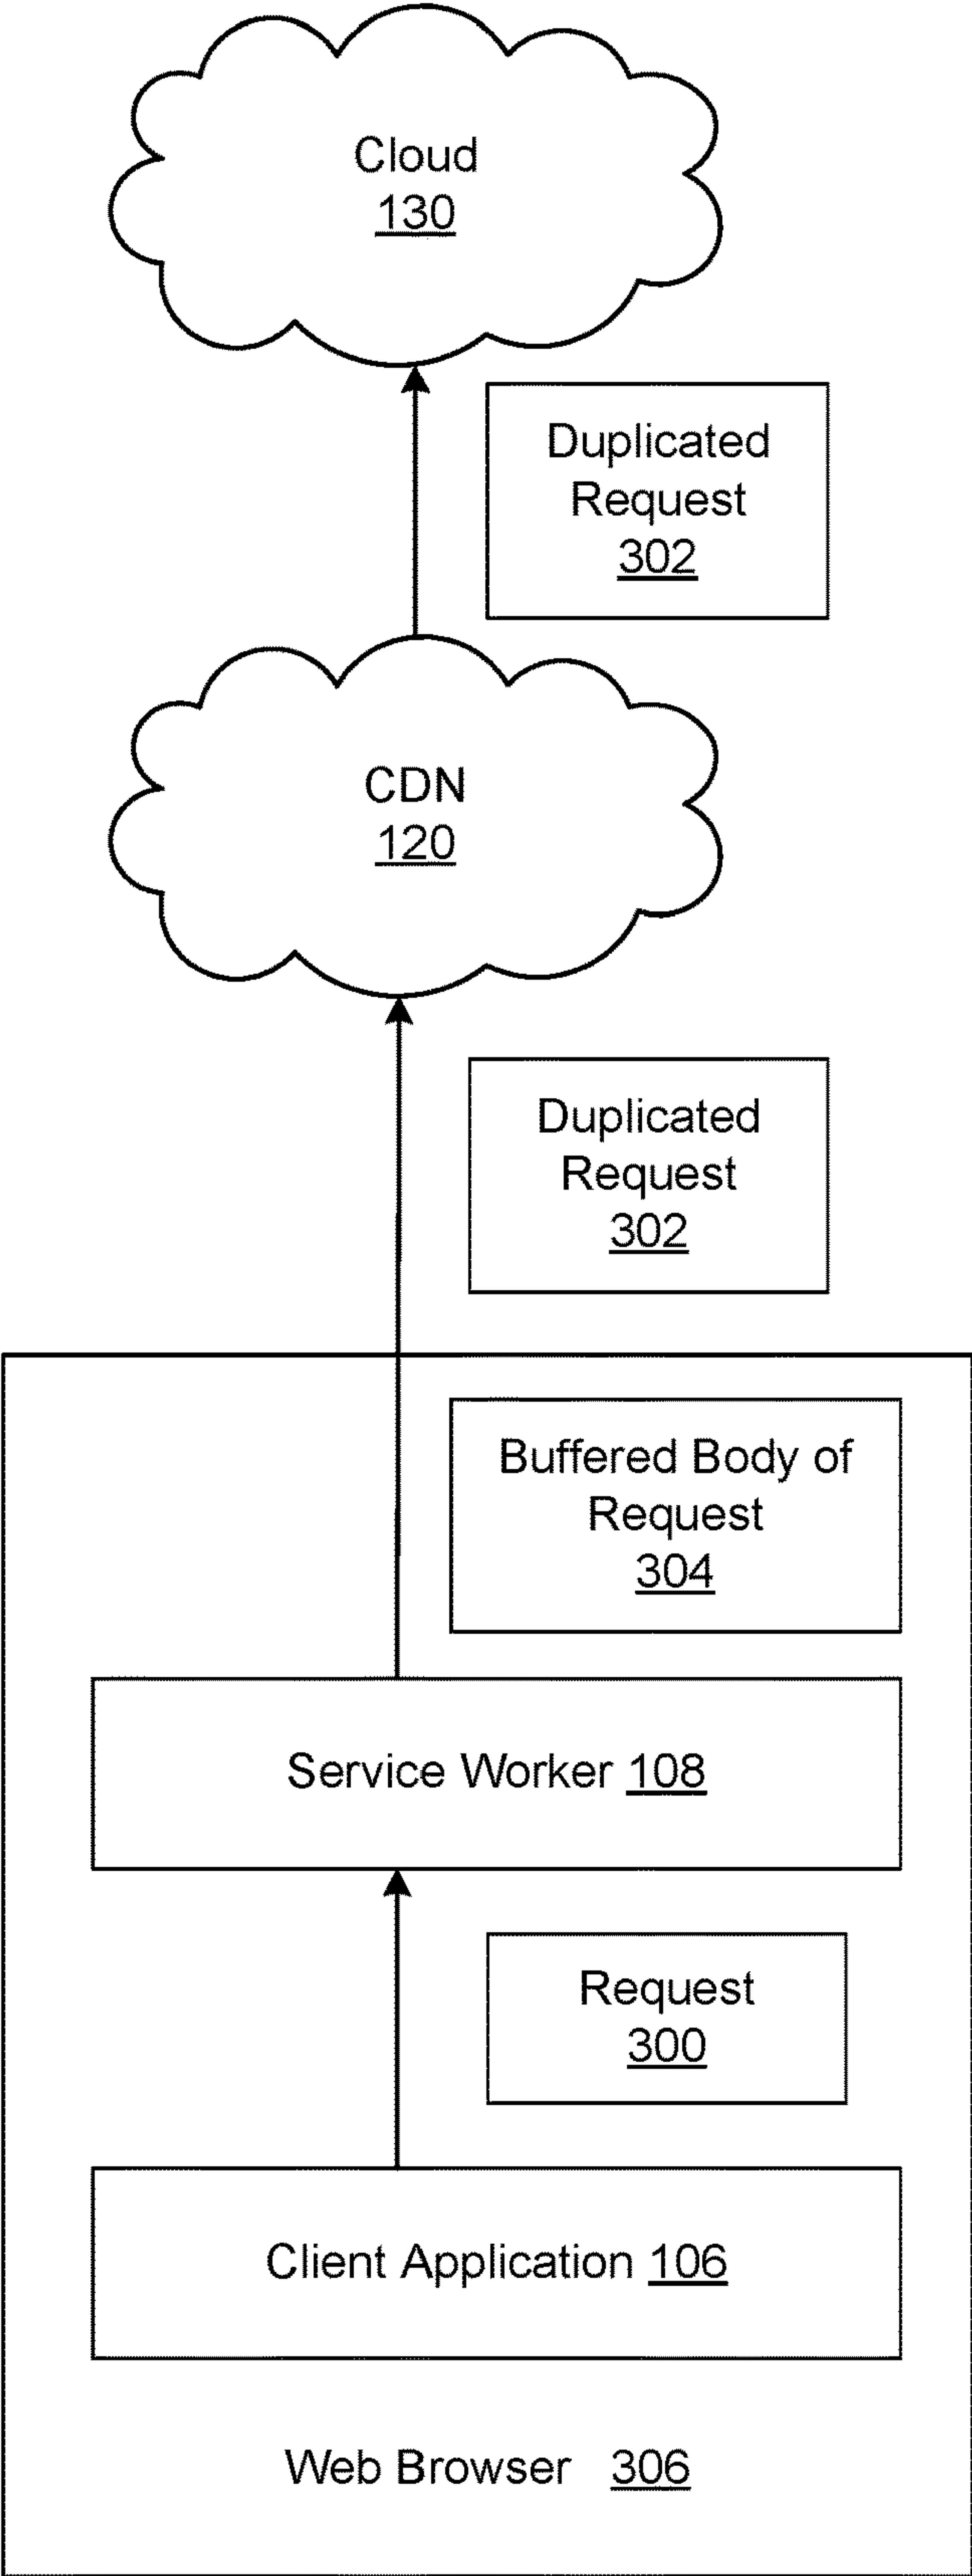 Cloud
130
Duplicated
Request
302
CDN
120
Duplicated
Request
302
Buffered Body of
Request
304
Service Worker 108
Request
300
Client Application 106
Web Browser 306